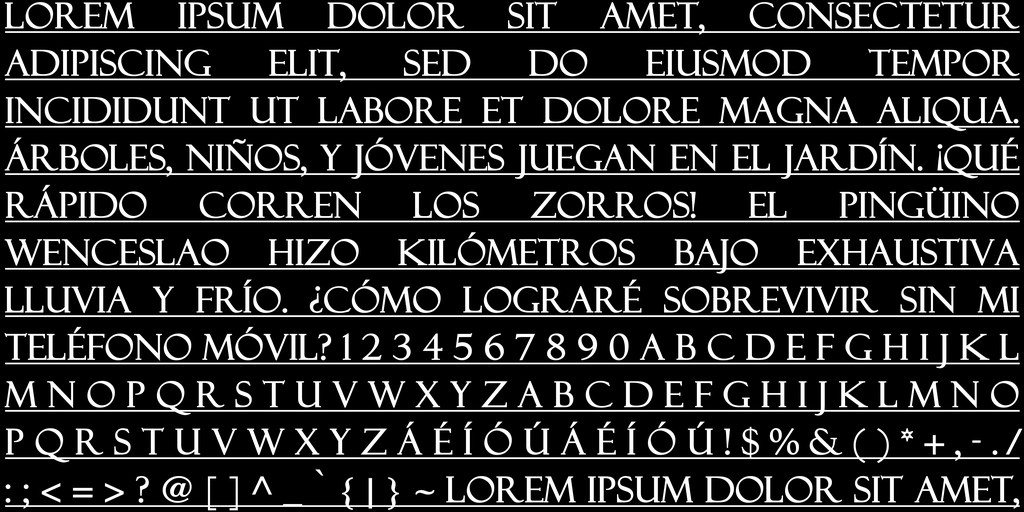 LOREM IPSUM DOLOR SIT AMET, CONSECTETUR
ADIPISCING ELIT, SED DO EIUSMOD TEMPOR
INCIDIDUNT UT LABORE ET DOLORE MAGNA ALIQUA.
ÁRBOLES, NIÑOS, Y JÓVENES JUEGAN EN EL JARDÍN. ¡QUÉ
RÁPIDO CORREN LOS ZORROS! EL PINGÜINO
WENCESLAO HIZO KILÓMETROS BAJO EXHAUSTIVA
LLUVIA Y FRÍO. ¿CÓMO LOGRARÉ SOBREVIVIR SIN MI
TELÉFONO MÓVIL? 1 2 3 4 5 6 7 8 9 0 A B C D E F G H I J K L
M N O P Q R S T U V W X Y Z A B C D E F G H I J K L M N O
P Q R S T U V W X Y Z Á É Í Ó Ú Á É Í Ó Ú ! $ % & ( ) * + , - . /
: ; < = > ? @ [ ] ^ _ ` { | } ~ LOREM IPSUM DOLOR SIT AMET,